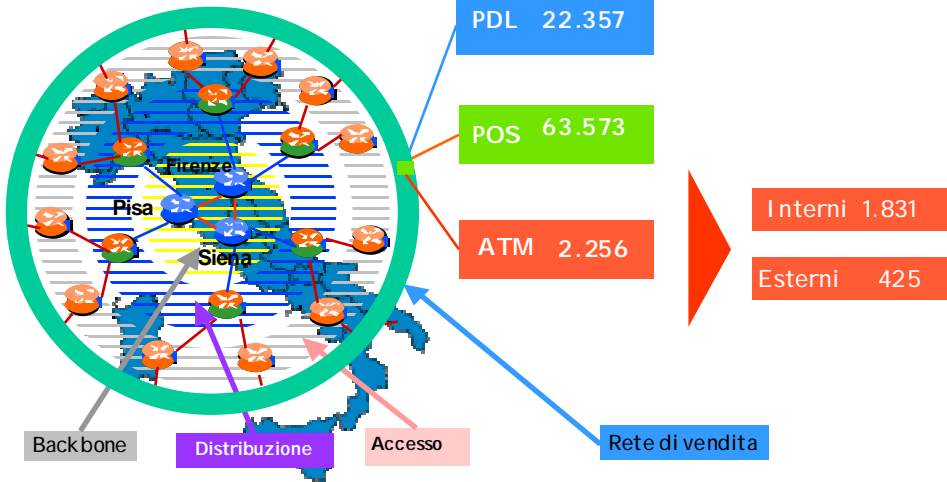 PDL 22.357
POS 63.573
ATM 2.256
Interni 1.831
Esterni 425
Firenze
Pisa
Siena
Backbone
Distribuzione
Accesso
Rete di vendita